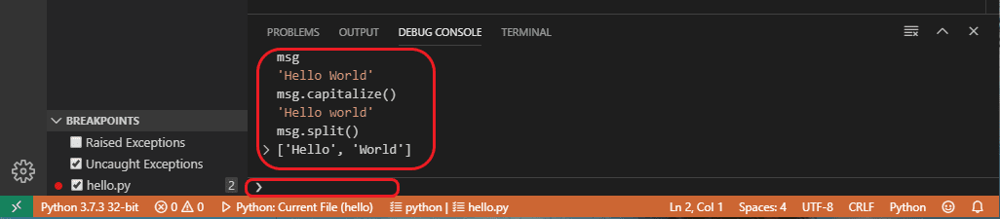 PROBLEMS OUTPUT DEBUG CONSOLE TERMINAL
msg
'Hello World'
msg.capitalize()
'Hello world'
msg.split()
['Hello', 'World']
BREAKPOINTS
Raised Exceptions
Uncaught Exceptions
hello.py 2
Python 3.7.3 32-bit 0 0 Python: Current File (hello) python | hello.py Ln 2, Col 1 Spaces: 4 UTF-8 CRLF Python